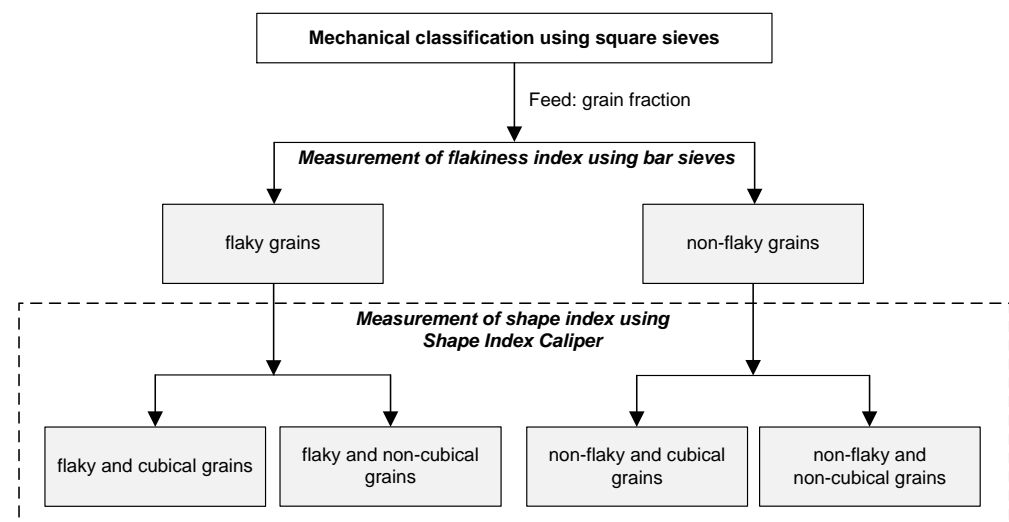 Mechanical classification using square sieves
Feed: grain fraction
Measurement of flakiness index using bar sieves
flaky grains
non-flaky grains
Measurement of shape index using
Shape Index Caliper
flaky and cubical grains
flaky and non-cubical
grains
non-flaky and cubical
grains
non-flaky and
non-cubical grains